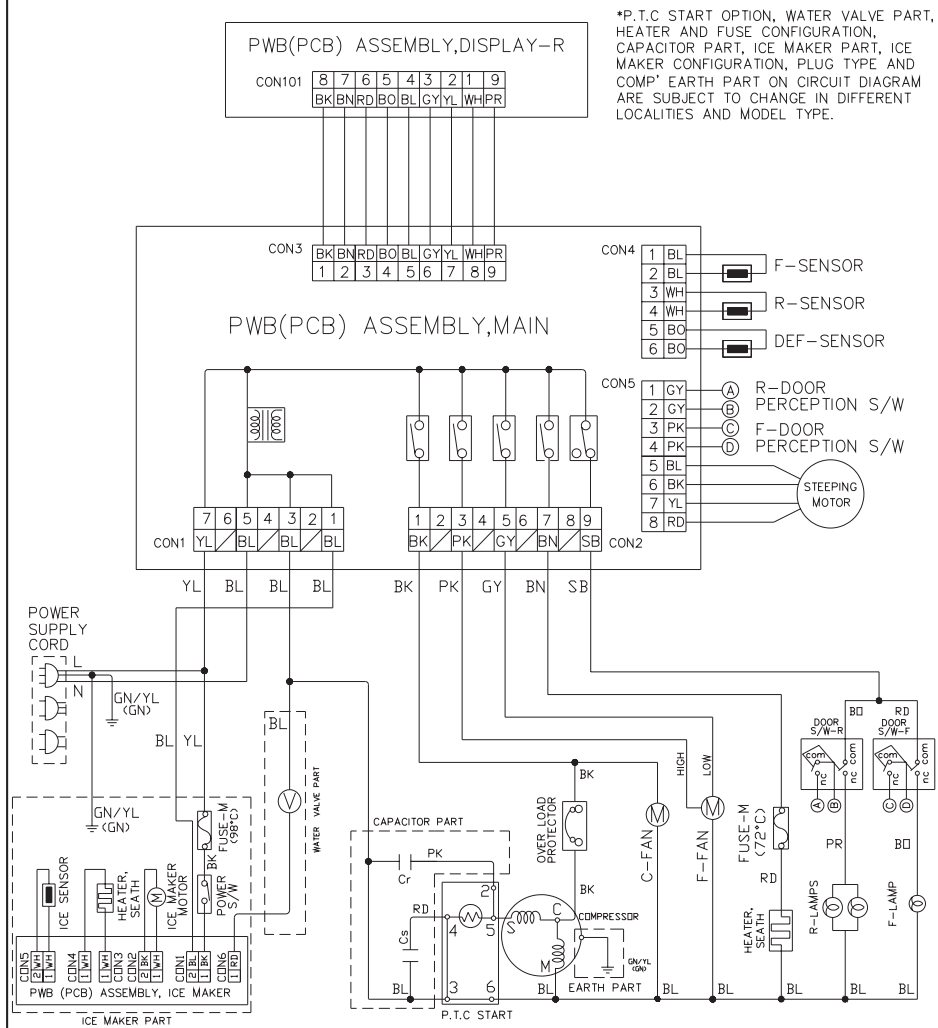 *P.T.C START OPTION, WATER VALVE PART,
HEATER AND FUSE CONFIGURATION,
CAPACITOR PART, ICE MAKER PART, ICE
MAKER CONFIGURATION, PLUG TYPE AND
COMP' EARTH PART ON CIRCUIT DIAGRAM
ARE SUBJECT TO CHANGE IN DIFFERENT
LOCALITIES AND MODEL TYPE.
PWB(PCB) ASSEMBLY,DISPLAY-R
CON101
8 7 6 5 4 3 2 1 9
BK BN RD BO BL GY YL WH PR
CON3
BK BN RD BO BL GY YL WH PR
1 2 3 4 5 6 7 8 9
PWB(PCB) ASSEMBLY,MAIN
CON4
1 BL
2 BL
F-SENSOR
3 WH
4 WH
R-SENSOR
5 BO
6 BO
DEF-SENSOR
CON5
1 GY A R-DOOR
2 GY B PERCEPTION S/W
3 PK C F-DOOR
4 PK D PERCEPTION S/W
5 BL
6 BK
7 YL
8 RD
STEEPING
MOTOR
7 6 5 4 3 2 1
CON1 YL BL BL BL
1 2 3 4 5 6 7 8 9
BK PK GY BN SB CON2
YL BL BL BL
BK PK GY BN SB
POWER
SUPPLY
CORD
L
N
GN/YL
(GN)
BL YL
GN/YL
(GN)
BL
WATER VALVE PART
V
FUSE-M
(98°C)
BK
POWER
S/W
ICE SENSOR
HEATER,
SEATH
M
ICE MAKER
MOTOR
CON5
2 WH
1 WH
CON4
1 WH
1 WH
CON3
CON2
2 BK
1 WH
CON1
2 BL
1 BK
CON6
1 RD
PWB (PCB) ASSEMBLY, ICE MAKER
ICE MAKER PART
CAPACITOR PART
PK
Cr
RD
Cs
BL
2
4 5
3 6
P.T.C START
BK
OVER LOAD
PROTECTOR
BK
C
S
M
COMPRESSOR
GN/YL
(GN)
EARTH PART
BL
M
C-FAN
BL
HIGH
LOW
M
F-FAN
BL
FUSE-M
(72°C)
RD
HEATER,
SEATH
BL
BO
RD
DOOR
S/W-R
DOOR
S/W-F
com
nc
com
nc
com
nc
com
nc
A B
C D
PR
BO
R-LAMPS
F-LAMP
BL
BL